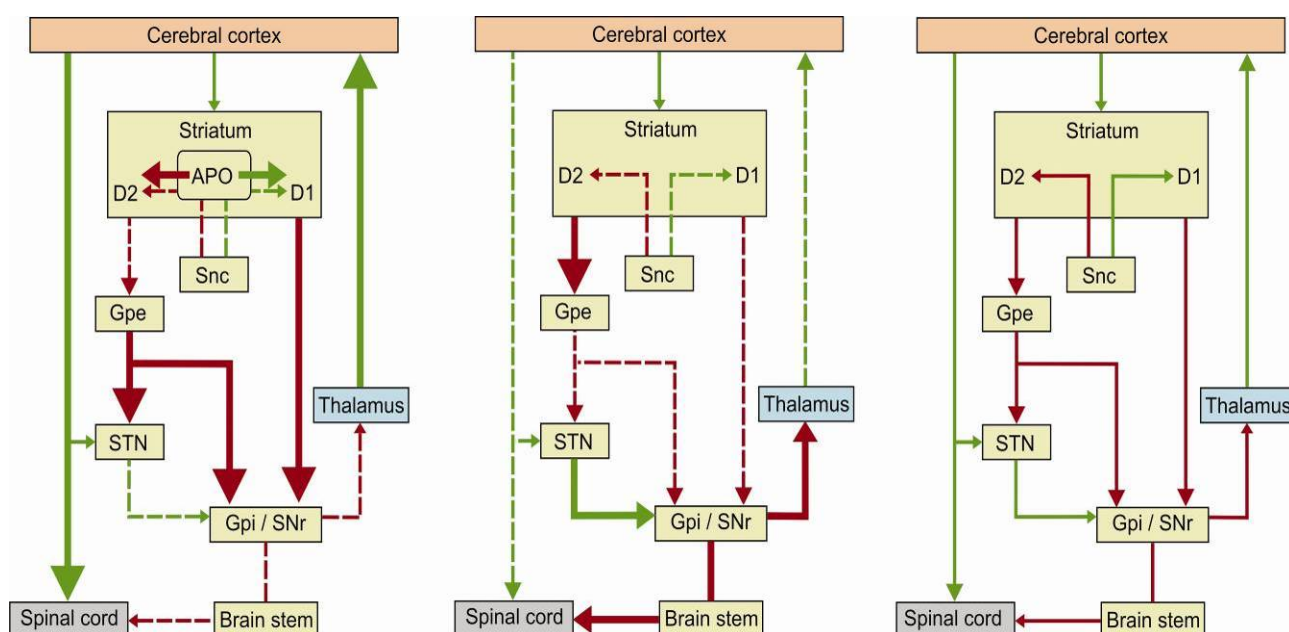 Cerebral cortex
Striatum
APO
D2
D1
Snc
Gpe
Thalamus
STN
Gpi / SNr
Spinal cord
Brain stem
Cerebral cortex
Striatum
D2
D1
Snc
Gpe
Thalamus
STN
Gpi / SNr
Spinal cord
Brain stem
Cerebral cortex
Striatum
D2
D1
Snc
Gpe
Thalamus
STN
Gpi / SNr
Spinal cord
Brain stem